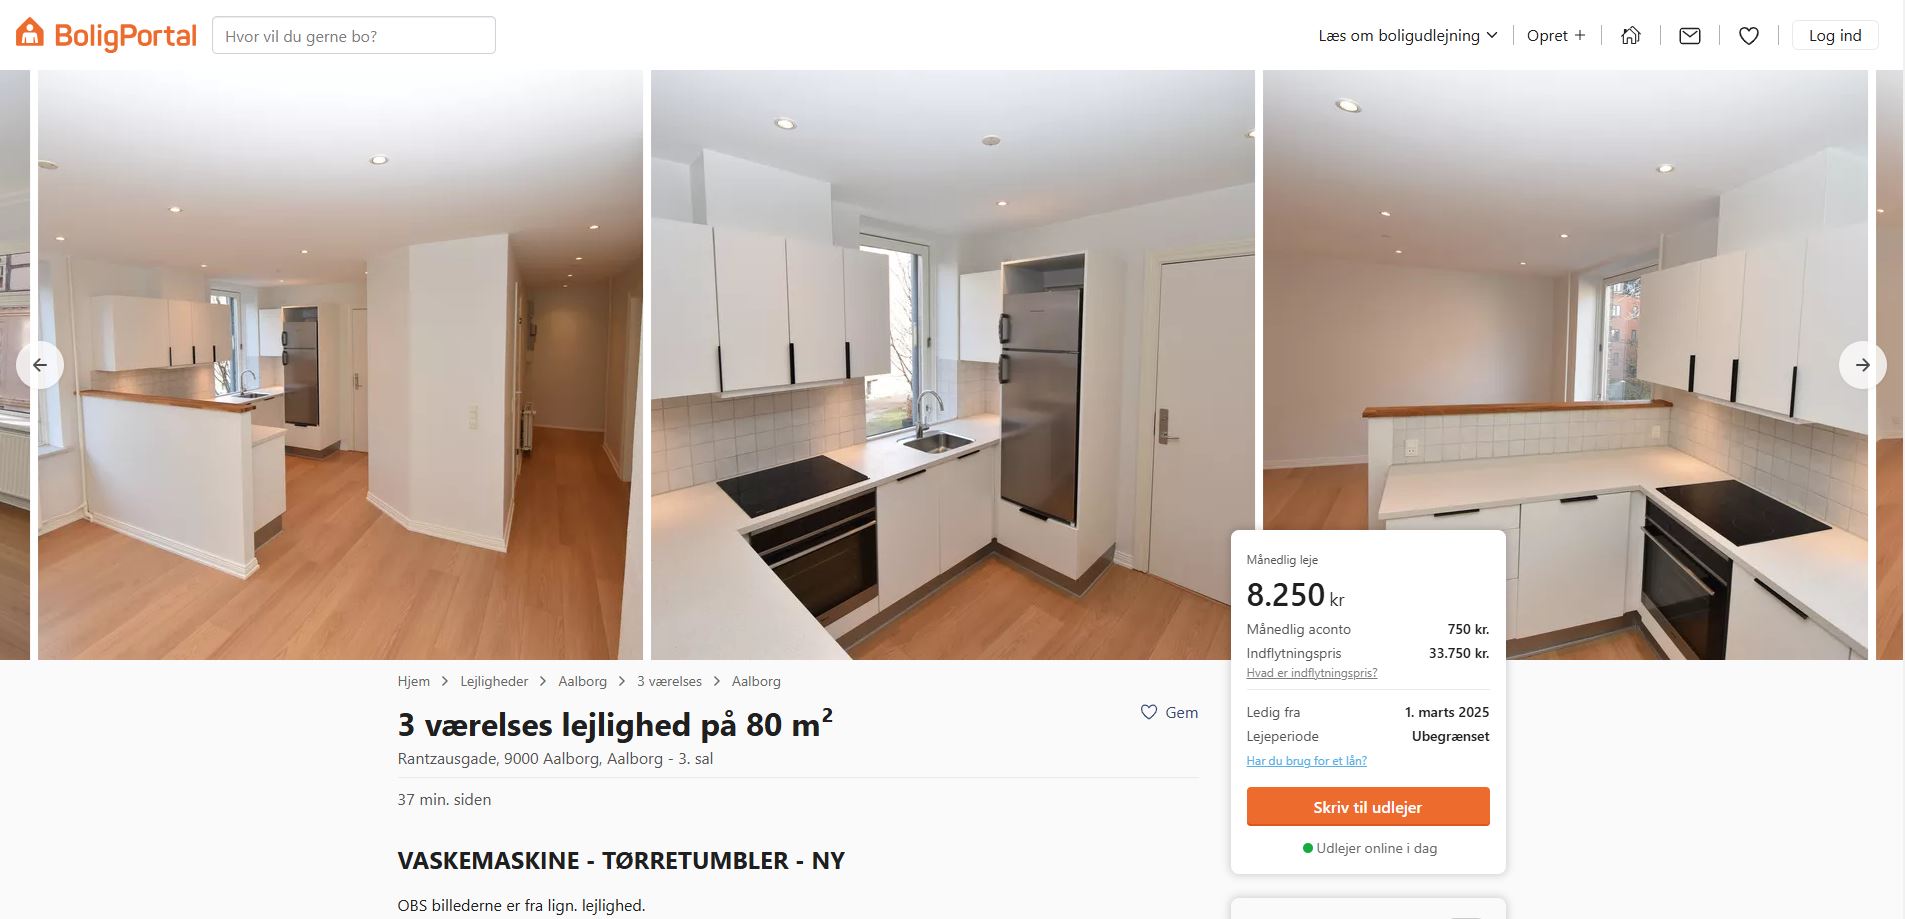 BoligPortal
Hvor vil du gerne bo?
Læs om boligudlejning
Opret +
Log ind
Månedlig leje
8.250 kr
Månedlig aconto 750 kr.
Indflytningspris 33.750 kr.
Hvad er indflytningspris?
Ledig fra 1. marts 2025
Lejeperiode Ubegrænset
Har du brug for et lån?
Skriv til udlejer
Udlejer online i dag
Hjem > Lejligheder > Aalborg > 3 værelses > Aalborg
3 værelses lejlighed på 80 m²
Gem
Rantzausgade, 9000 Aalborg, Aalborg - 3. sal
37 min. siden
VASKEMASKINE - TØRRETUMBLER - NY
OBS billederne er fra lign. lejlighed.